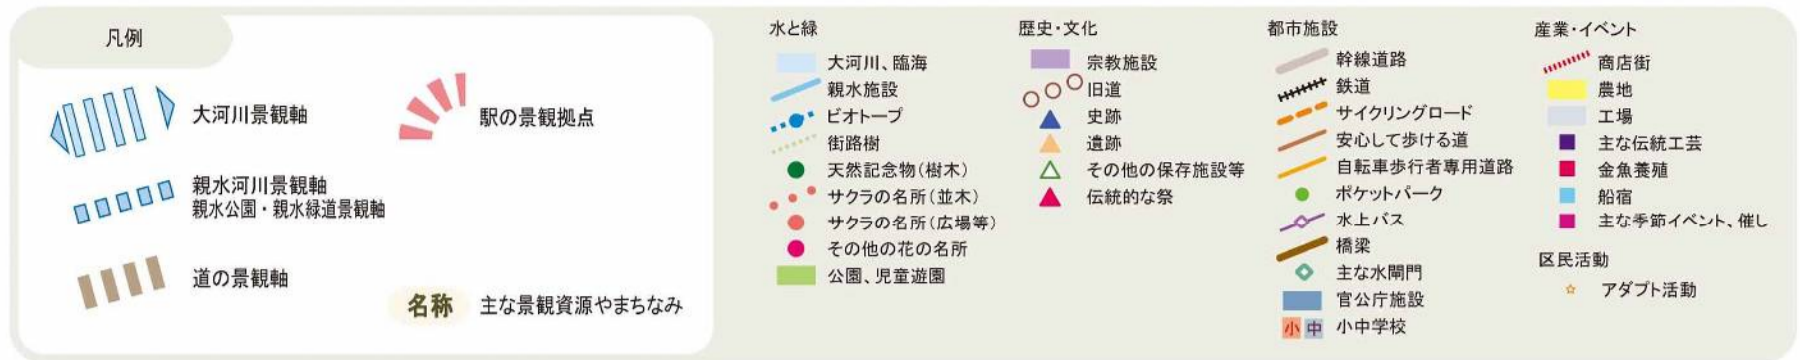 凡例
大河川景観軸
駅の景観拠点
親水河川景観軸
親水公園・親水緑道景観軸
道の景観軸
名称
主な景観資源やまちなみ
水と緑
大河川、臨海
親水施設
ビオトープ
街路樹
天然記念物(樹木)
サクラの名所(並木)
サクラの名所(広場等)
その他の花の名所
公園、児童遊園
歴史・文化
宗教施設
旧道
史跡
遺跡
その他の保存施設等
伝統的な祭
都市施設
幹線道路
鉄道
サイクリングロード
安心して歩ける道
自転車歩行者専用道路
ポケットパーク
水上バス
橋梁
主な水閘門
官公庁施設
小 中 小中学校
産業・イベント
商店街
農地
工場
主な伝統工芸
金魚養殖
船宿
主な季節イベント、催し
区民活動
アダプト活動